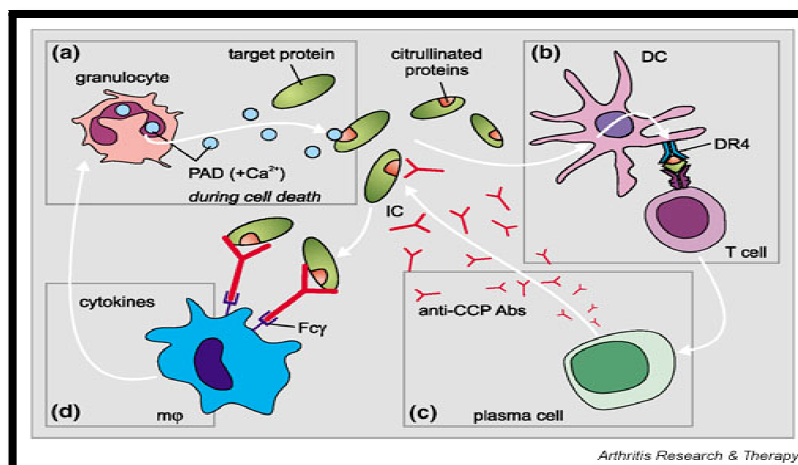 (a)
target protein
granulocyte
PAD (+Ca²⁺)
during cell death
citrullinated
proteins
(b)
DC
DR4
T cell
IC
cytokines
Fcγ
(d)
mφ
anti-CCP Abs
(c)
plasma cell
Arthritis Research & Therapy